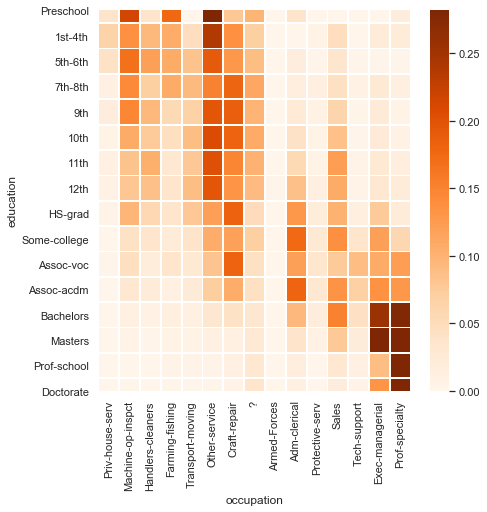 education
Preschool
1st-4th
5th-6th
7th-8th
9th
10th
11th
12th
HS-grad
Some-college
Assoc-voc
Assoc-acdm
Bachelors
Masters
Prof-school
Doctorate
0.25
0.20
0.15
0.10
0.05
0.00
Priv-house-serv
Machine-op-inspct
Handlers-cleaners
Farming-fishing
Transport-moving
Other-service
Craft-repair
?
Armed-Forces
Adm-clerical
Protective-serv
Sales
Tech-support
Exec-managerial
Prof-specialty
occupation